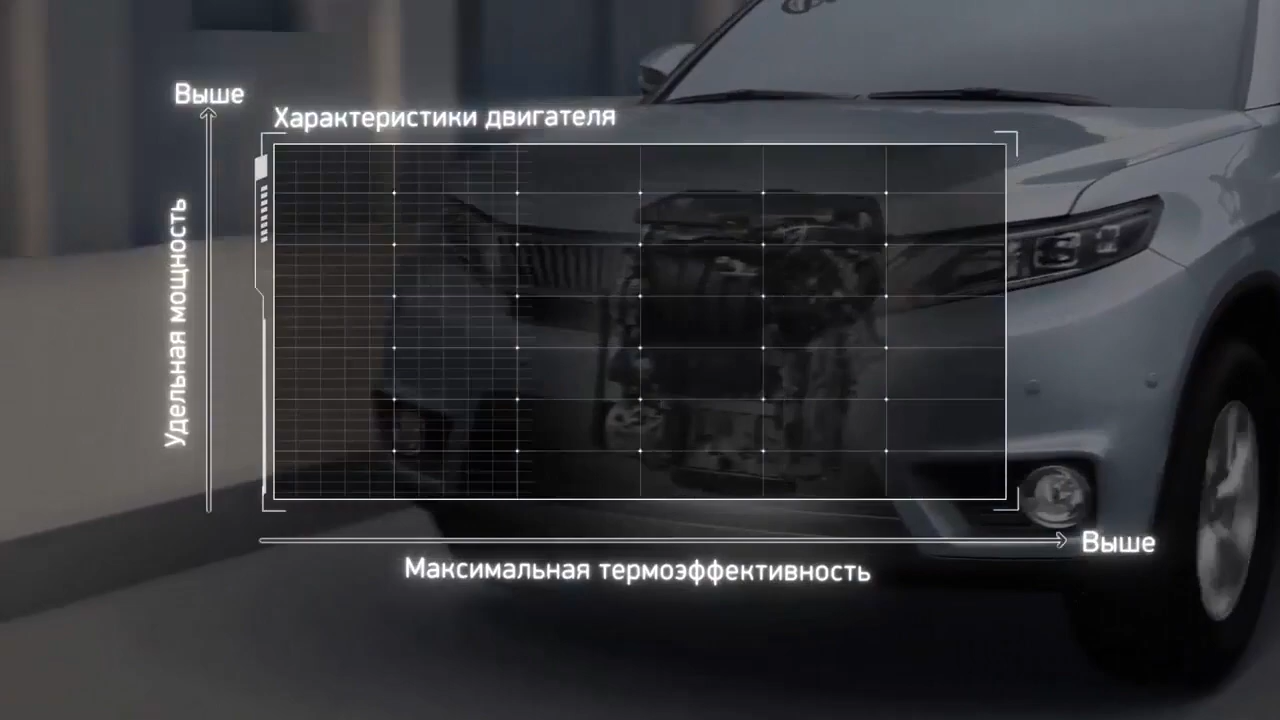 Выше
Характеристики двигателя
Удельная мощность
Выше
Максимальная термоэффективность